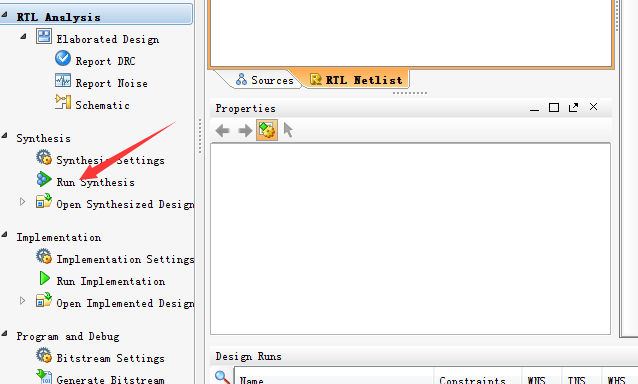 RTL Analysis
Elaborated Design
Report DRC
Report Noise
Schematic
Synthesis
Synthesis Settings
Run Synthesis
Open Synthesized Design
Implementation
Implementation Settings
Run Implementation
Open Implemented Design
Program and Debug
Bitstream Settings
Generate Bitstream
Sources
RTL Netlist
Properties
Design Runs
Name
Constraints
WNS
TNS
WHS